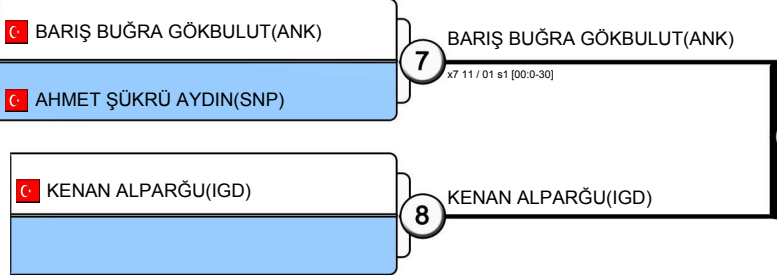 BARIŞ BUĞRA GÖKBULUT(ANK)
AHMET ŞÜKRÜ AYDIN(SNP)
7
BARIŞ BUĞRA GÖKBULUT(ANK)
x7 11 / 01 s1 [00:0-30]
KENAN ALPARĞU(IGD)
8
KENAN ALPARĞU(IGD)